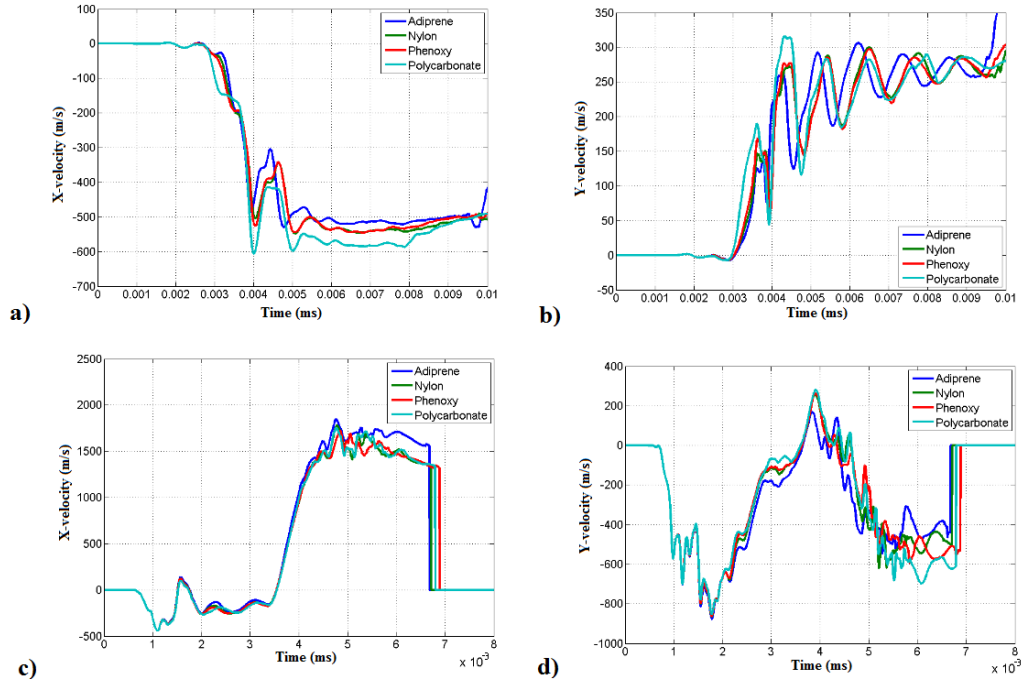 100
0
-100
-200
-300
-400
-500
-600
-700
X-velocity (m/s)
0 0.001 0.002 0.003 0.004 0.005 0.006 0.007 0.008 0.009 0.01
Time (ms)
Adiprene
Nylon
Phenoxy
Polycarbonate
a)
350
300
250
200
150
100
50
0
-50
Y-velocity (m/s)
0 0.001 0.002 0.003 0.004 0.005 0.006 0.007 0.008 0.009 0.01
Time (ms)
Adiprene
Nylon
Phenoxy
Polycarbonate
b)
2500
2000
1500
1000
500
0
-500
X-velocity (m/s)
0 1 2 3 4 5 6 7 8
Time (ms)
x 10⁻³
Adiprene
Nylon
Phenoxy
Polycarbonate
c)
400
200
0
-200
-400
-600
-800
-1000
Y-velocity (m/s)
0 1 2 3 4 5 6 7 8
Time (ms)
x 10⁻³
Adiprene
Nylon
Phenoxy
Polycarbonate
d)